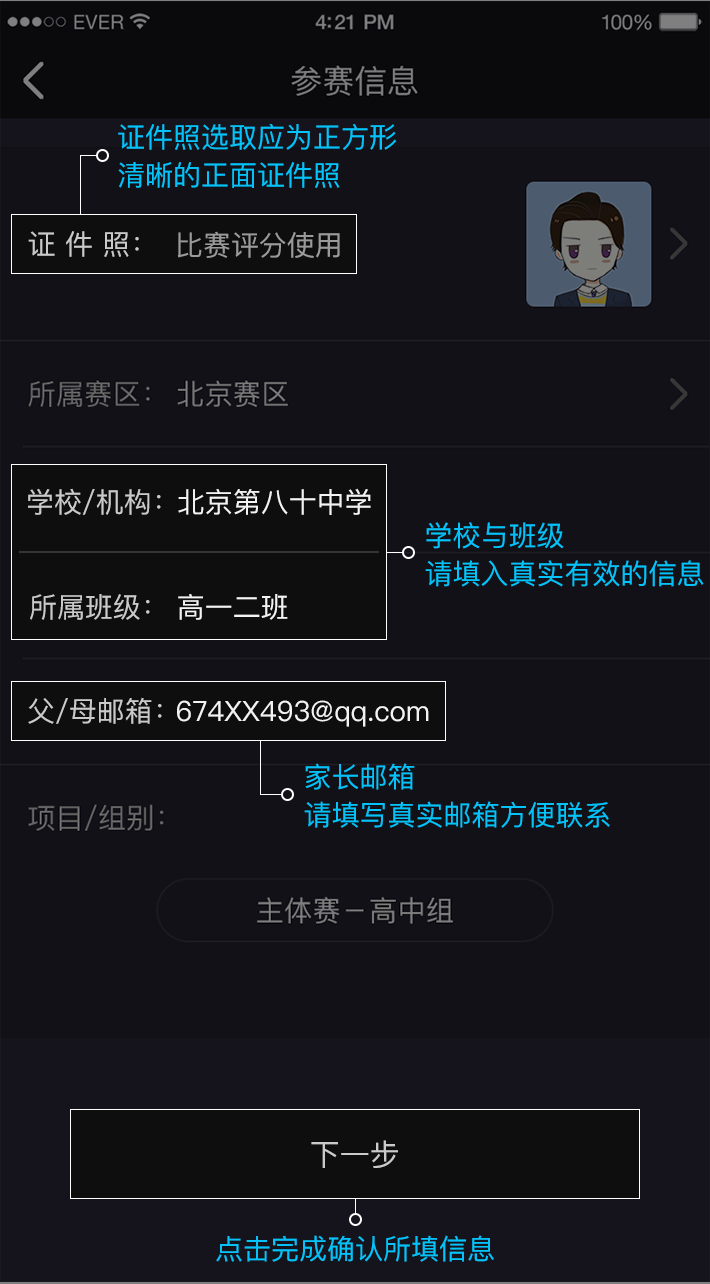 EVER 4:21 PM 100%
参赛信息
证件照选取应为正方形
清晰的正面证件照
证 件 照： 比赛评分使用
所属赛区： 北京赛区
学校/机构：北京第八十中学
学校与班级
请填入真实有效的信息
所属班级： 高一二班
父/母邮箱：674XX493@qq.com
家长邮箱
请填写真实邮箱方便联系
项目/组别：
主体赛－高中组
下一步
点击完成确认所填信息